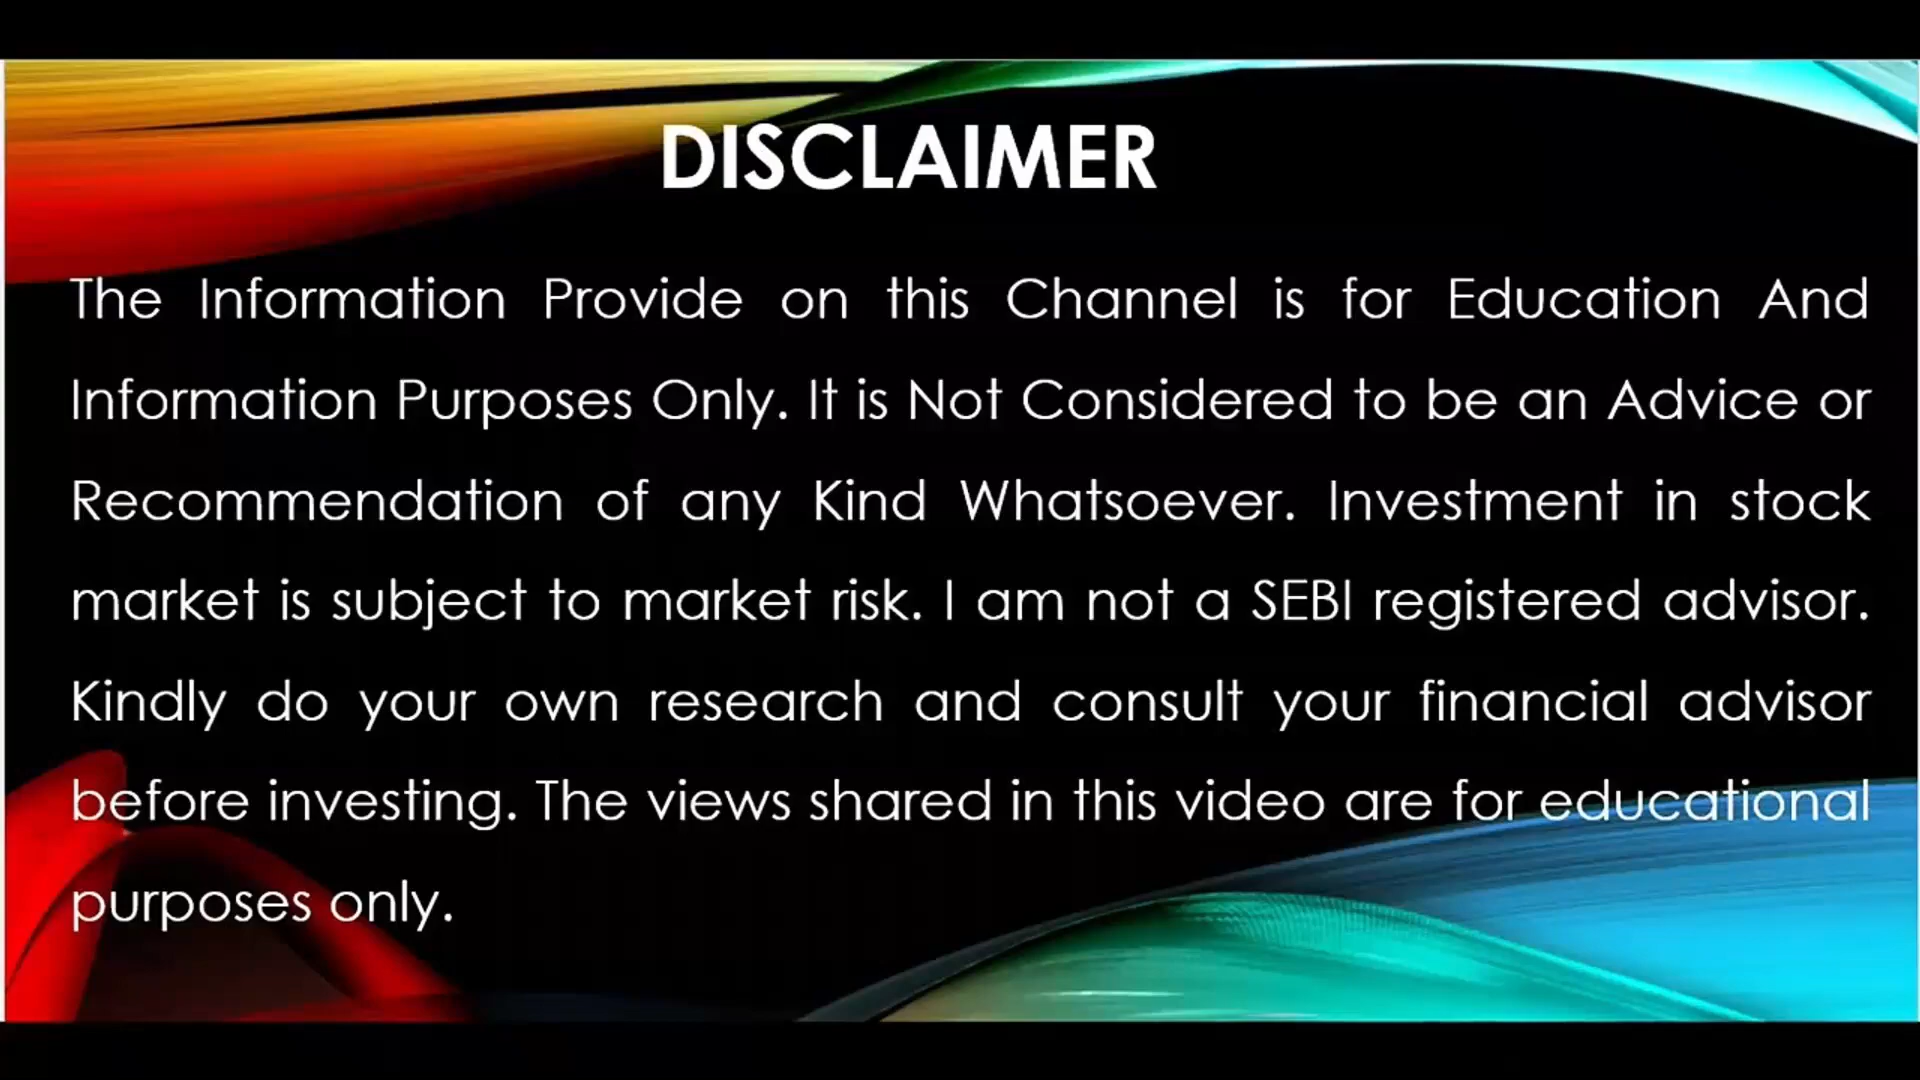 DISCLAIMER
The Information Provide on this Channel is for Education And
Information Purposes Only. It is Not Considered to be an Advice or
Recommendation of any Kind Whatsoever. Investment in stock
market is subject to market risk. I am not a SEBI registered advisor.
Kindly do your own research and consult your financial advisor
before investing. The views shared in this video are for educational
purposes only.